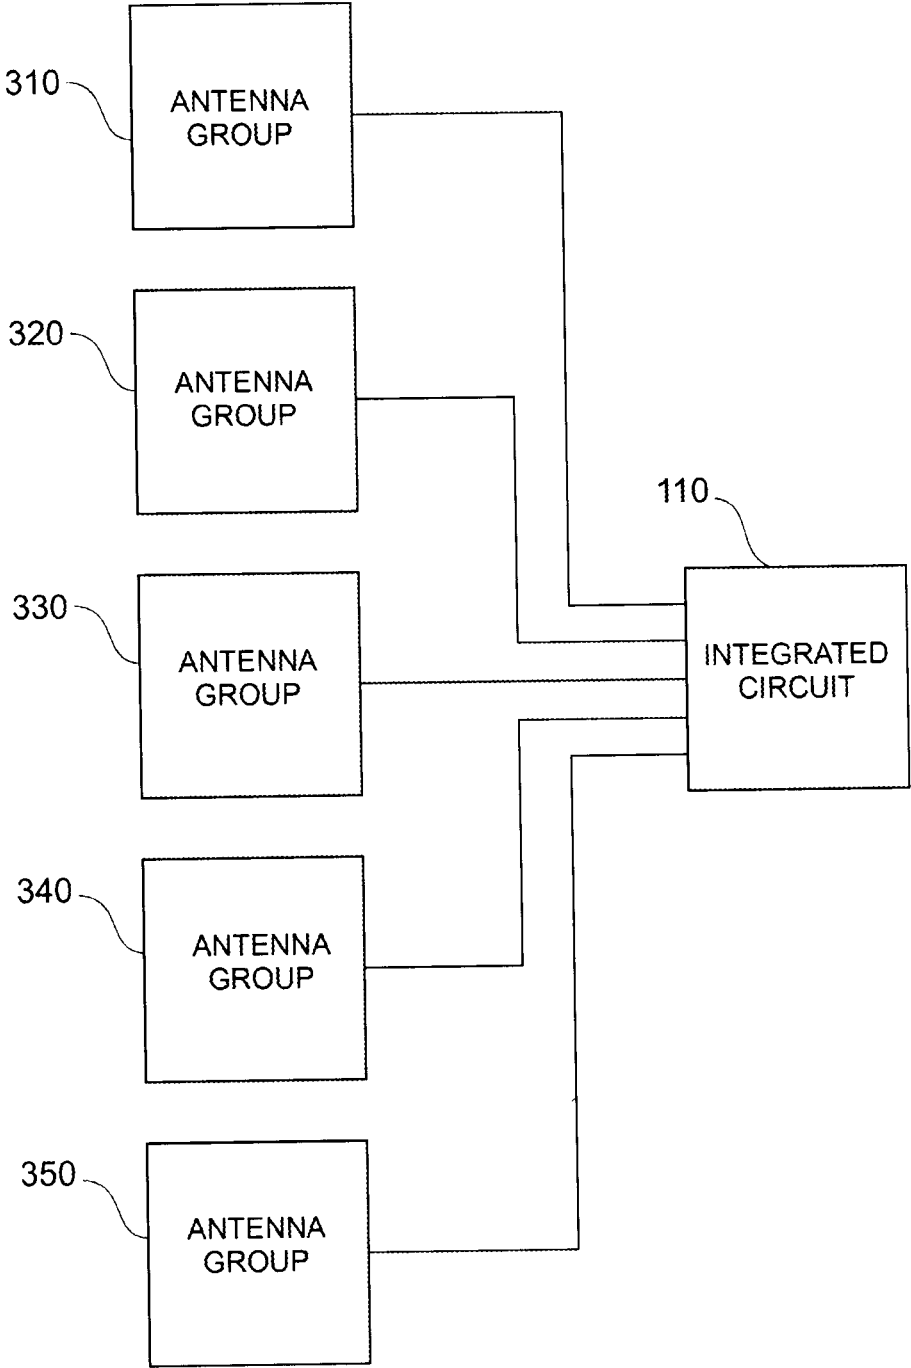 310
ANTENNA
GROUP
320
ANTENNA
GROUP
110
330
ANTENNA
GROUP
INTEGRATED
CIRCUIT
340
ANTENNA
GROUP
350
ANTENNA
GROUP